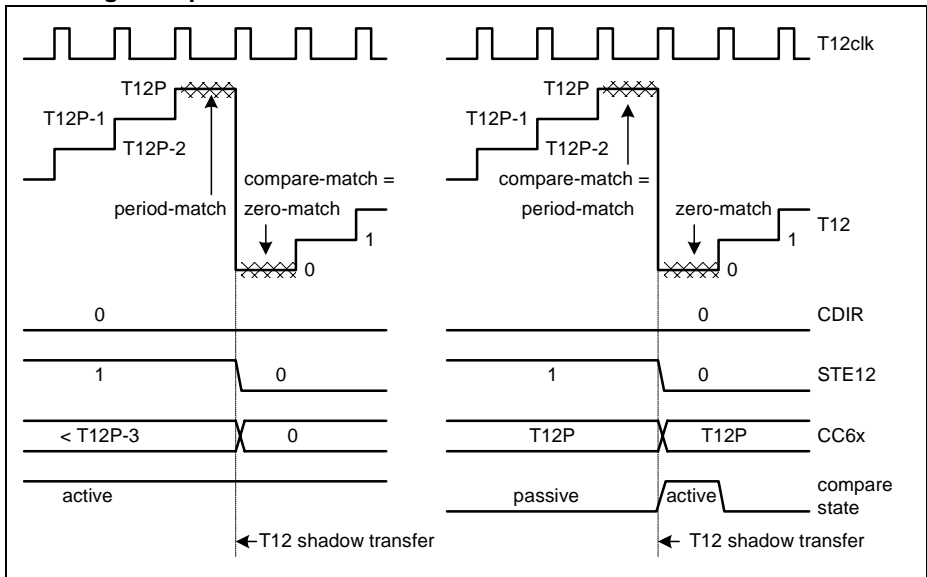 T12clk
T12P T12P
T12P-1 T12P-1
T12P-2 T12P-2
compare-match = compare-match =
period-match zero-match period-match zero-match T12
1 1
0 0
0 0 CDIR
1 0 1 0 STE12
< T12P-3 0 T12P T12P CC6x
active passive active compare
state
T12 shadow transfer T12 shadow transfer